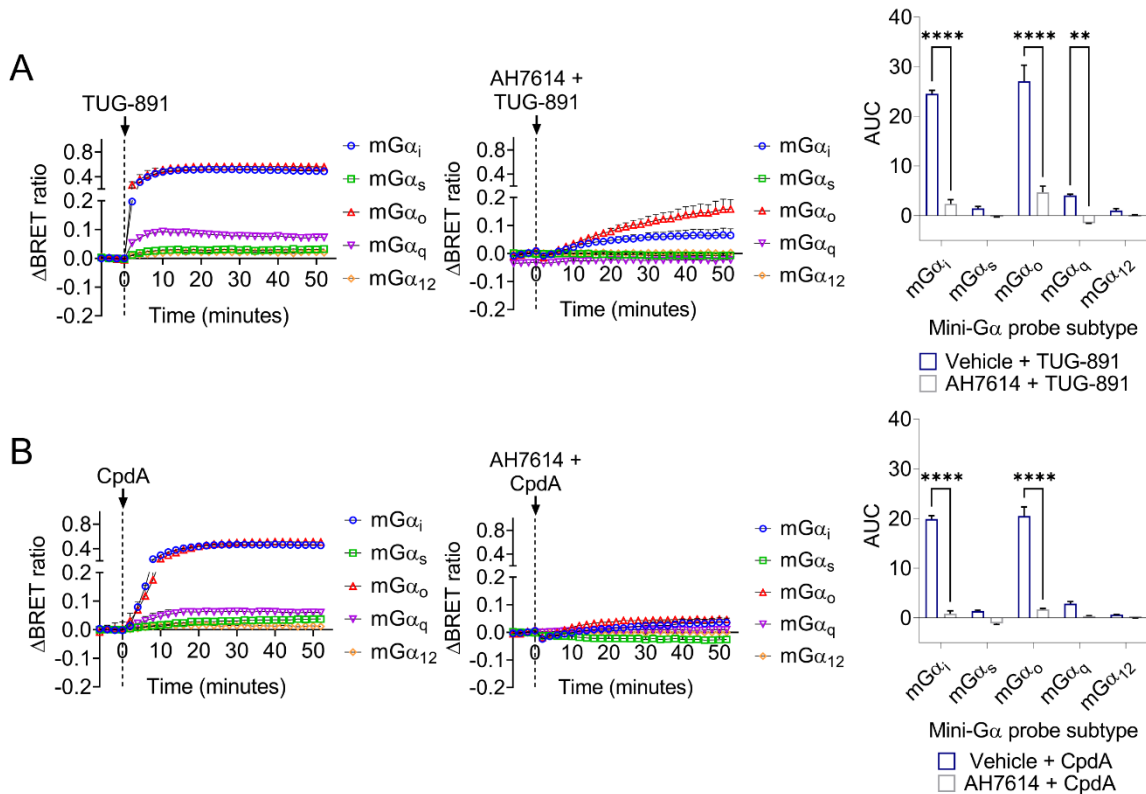 A
TUG-891
ΔBRET ratio
0.8
0.4
0.2
0.1
0.0
-0.1
-0.2
0
10
20
30
40
50
Time (minutes)
mGαi
mGαs
mGαo
mGαq
mGα12
AH7614 +
TUG-891
ΔBRET ratio
0.8
0.4
0.2
0.1
0.0
-0.1
-0.2
0
10
20
30
40
50
Time (minutes)
mGαi
mGαs
mGαo
mGαq
mGα12
AUC
40
30
20
10
0
**** **** **
mGαi
mGαs
mGαo
mGαq
mGα12
Mini-Gα probe subtype
Vehicle + TUG-891
AH7614 + TUG-891
B
CpdA
ΔBRET ratio
0.8
0.4
0.2
0.1
0.0
-0.1
-0.2
0
10
20
30
40
50
Time (minutes)
mGαi
mGαs
mGαo
mGαq
mGα12
AH7614 +
CpdA
ΔBRET ratio
0.8
0.4
0.2
0.1
0.0
-0.1
-0.2
0
10
20
30
40
50
Time (minutes)
mGαi
mGαs
mGαo
mGαq
mGα12
AUC
40
30
20
10
0
**** ****
mGαi
mGαs
mGαo
mGαq
mGα12
Mini-Gα probe subtype
Vehicle + CpdA
AH7614 + CpdA